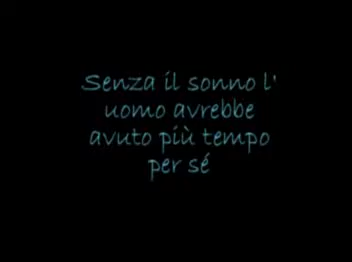 Senza il sonno l'
uomo avrebbe
avuto più tempo
per sé